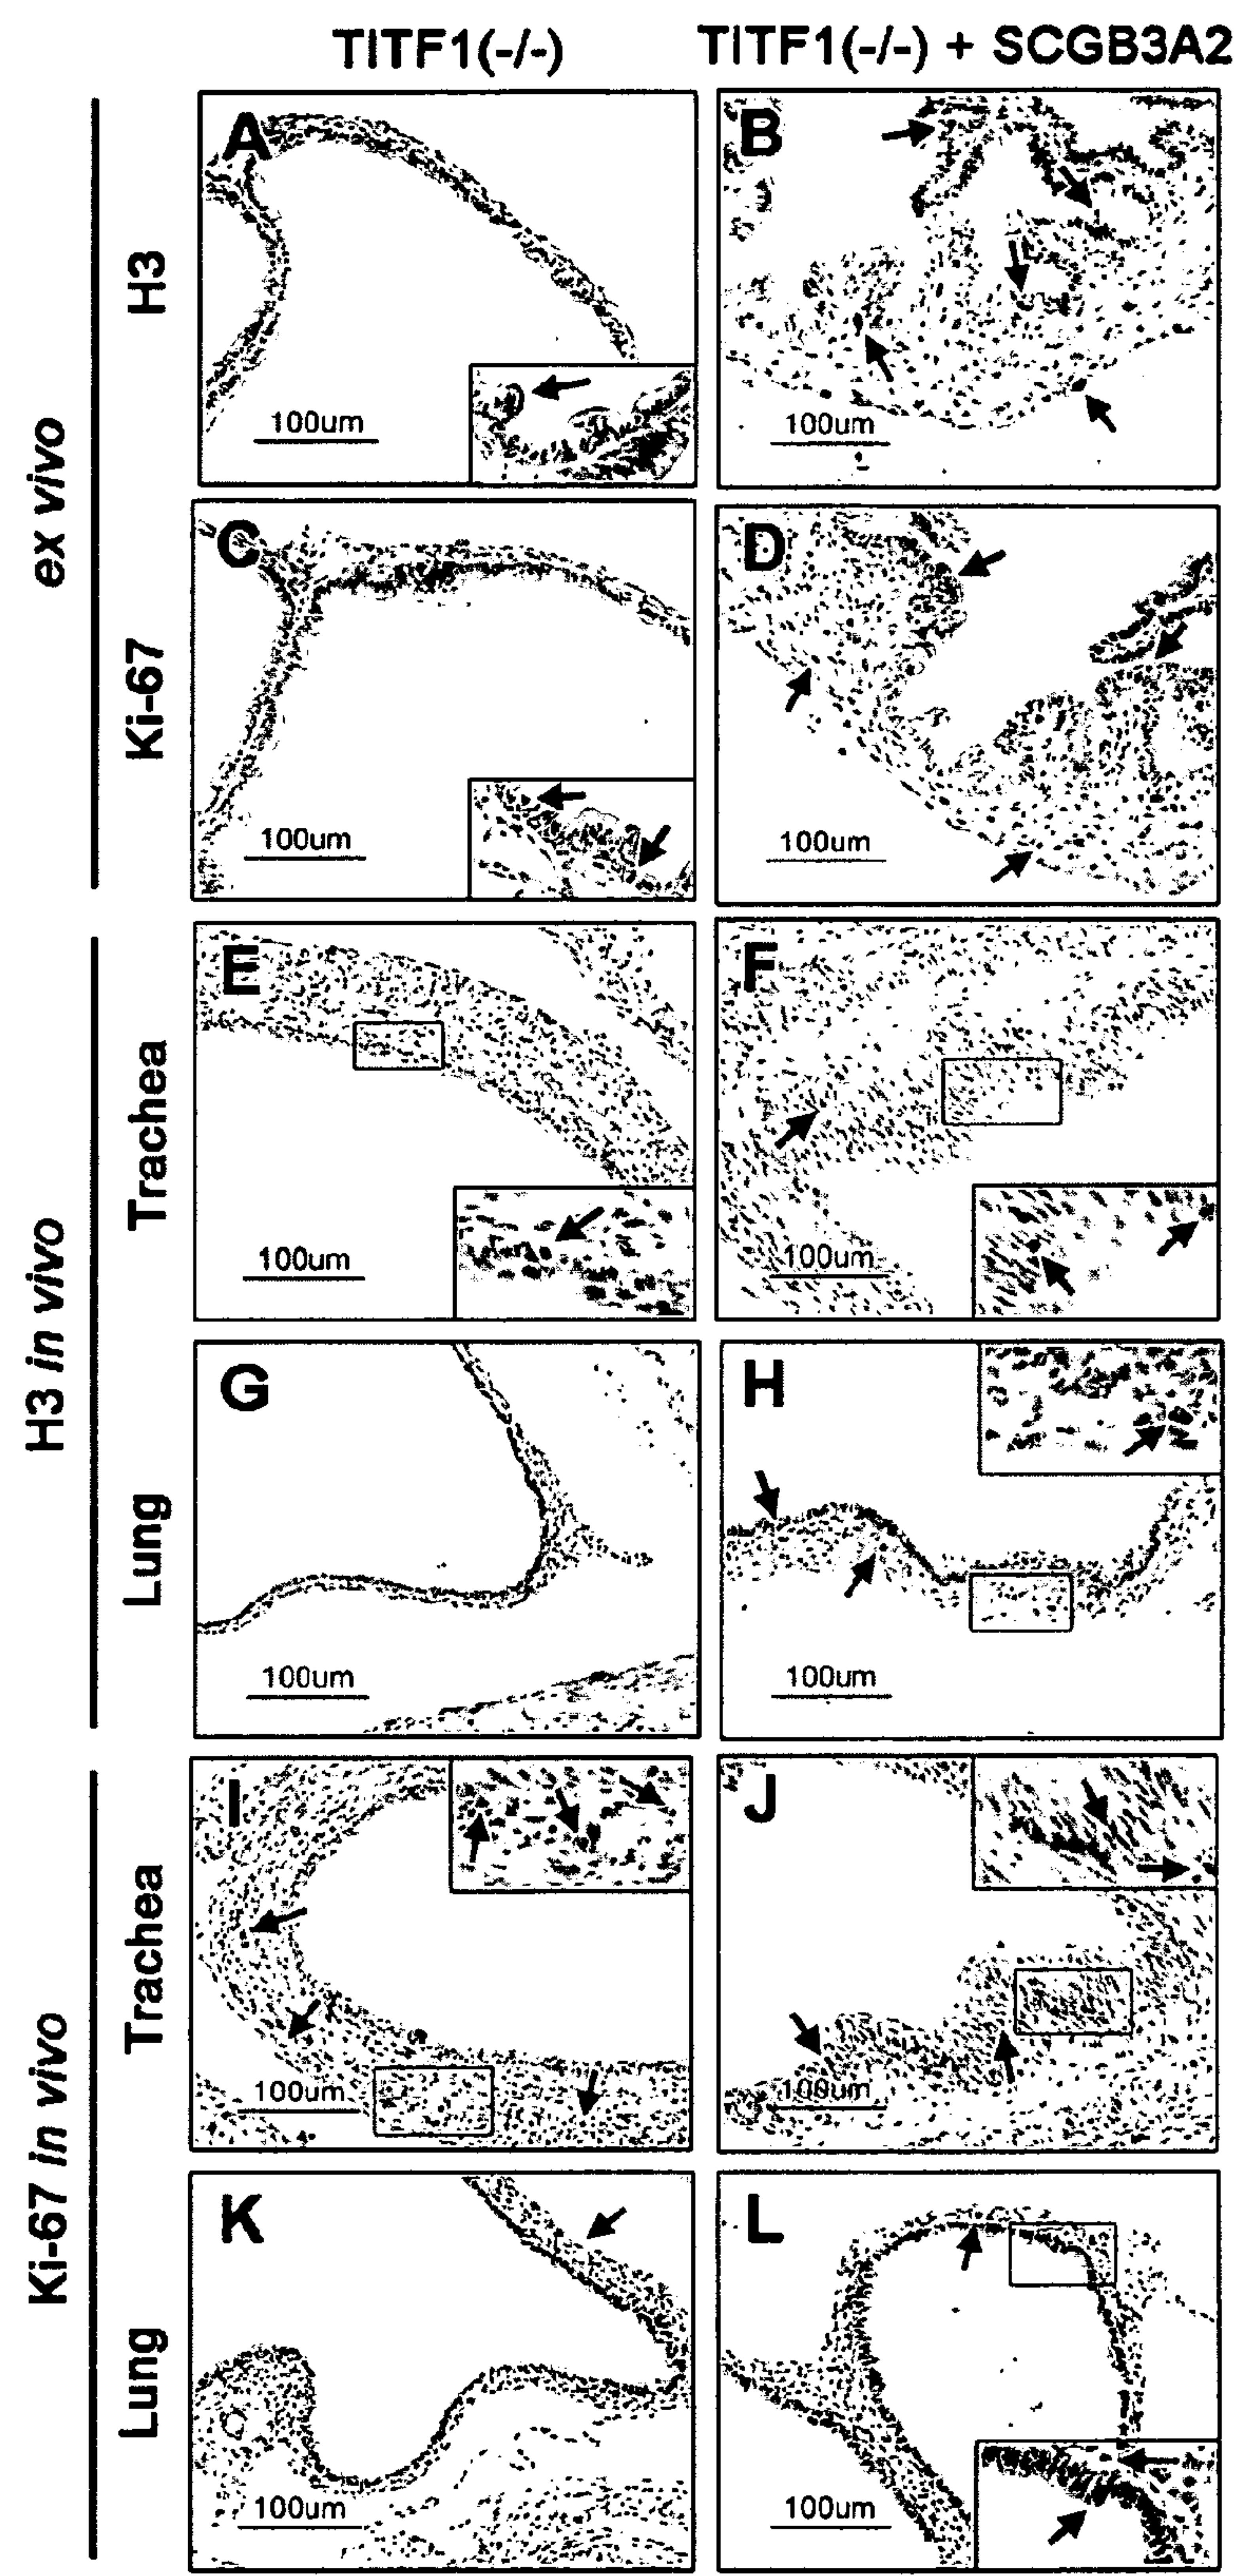 TITF1(-/-)
TITF1(-/-) + SCGB3A2
ex vivo
H3
A
100um
B
100um
Ki-67
C
100um
D
100um
H3 in vivo
Trachea
E
100um
F
100um
Lung
G
100um
H
100um
Ki-67 in vivo
Trachea
I
100um
J
100um
Lung
K
100um
L
100um